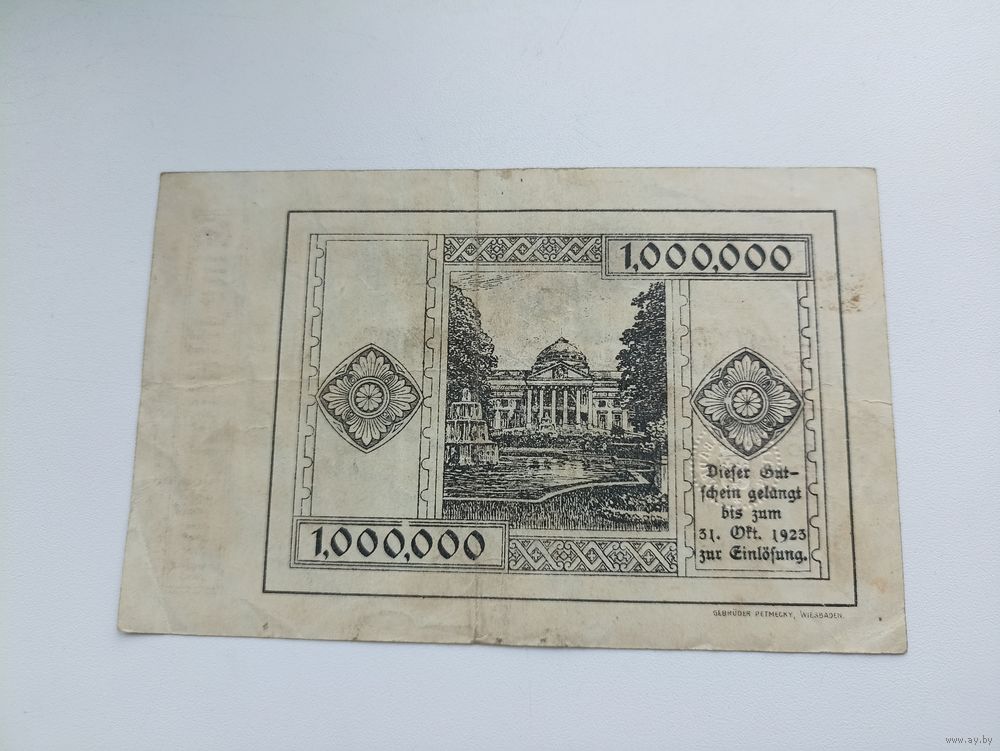 1,000,000
Dieser Gut-
schein gelangt
bis zum
31. Okt. 1923
zur Einlösung.
1,000,000
GEBRÜDER PETMECKY, WIESBADEN.
www.ay.by